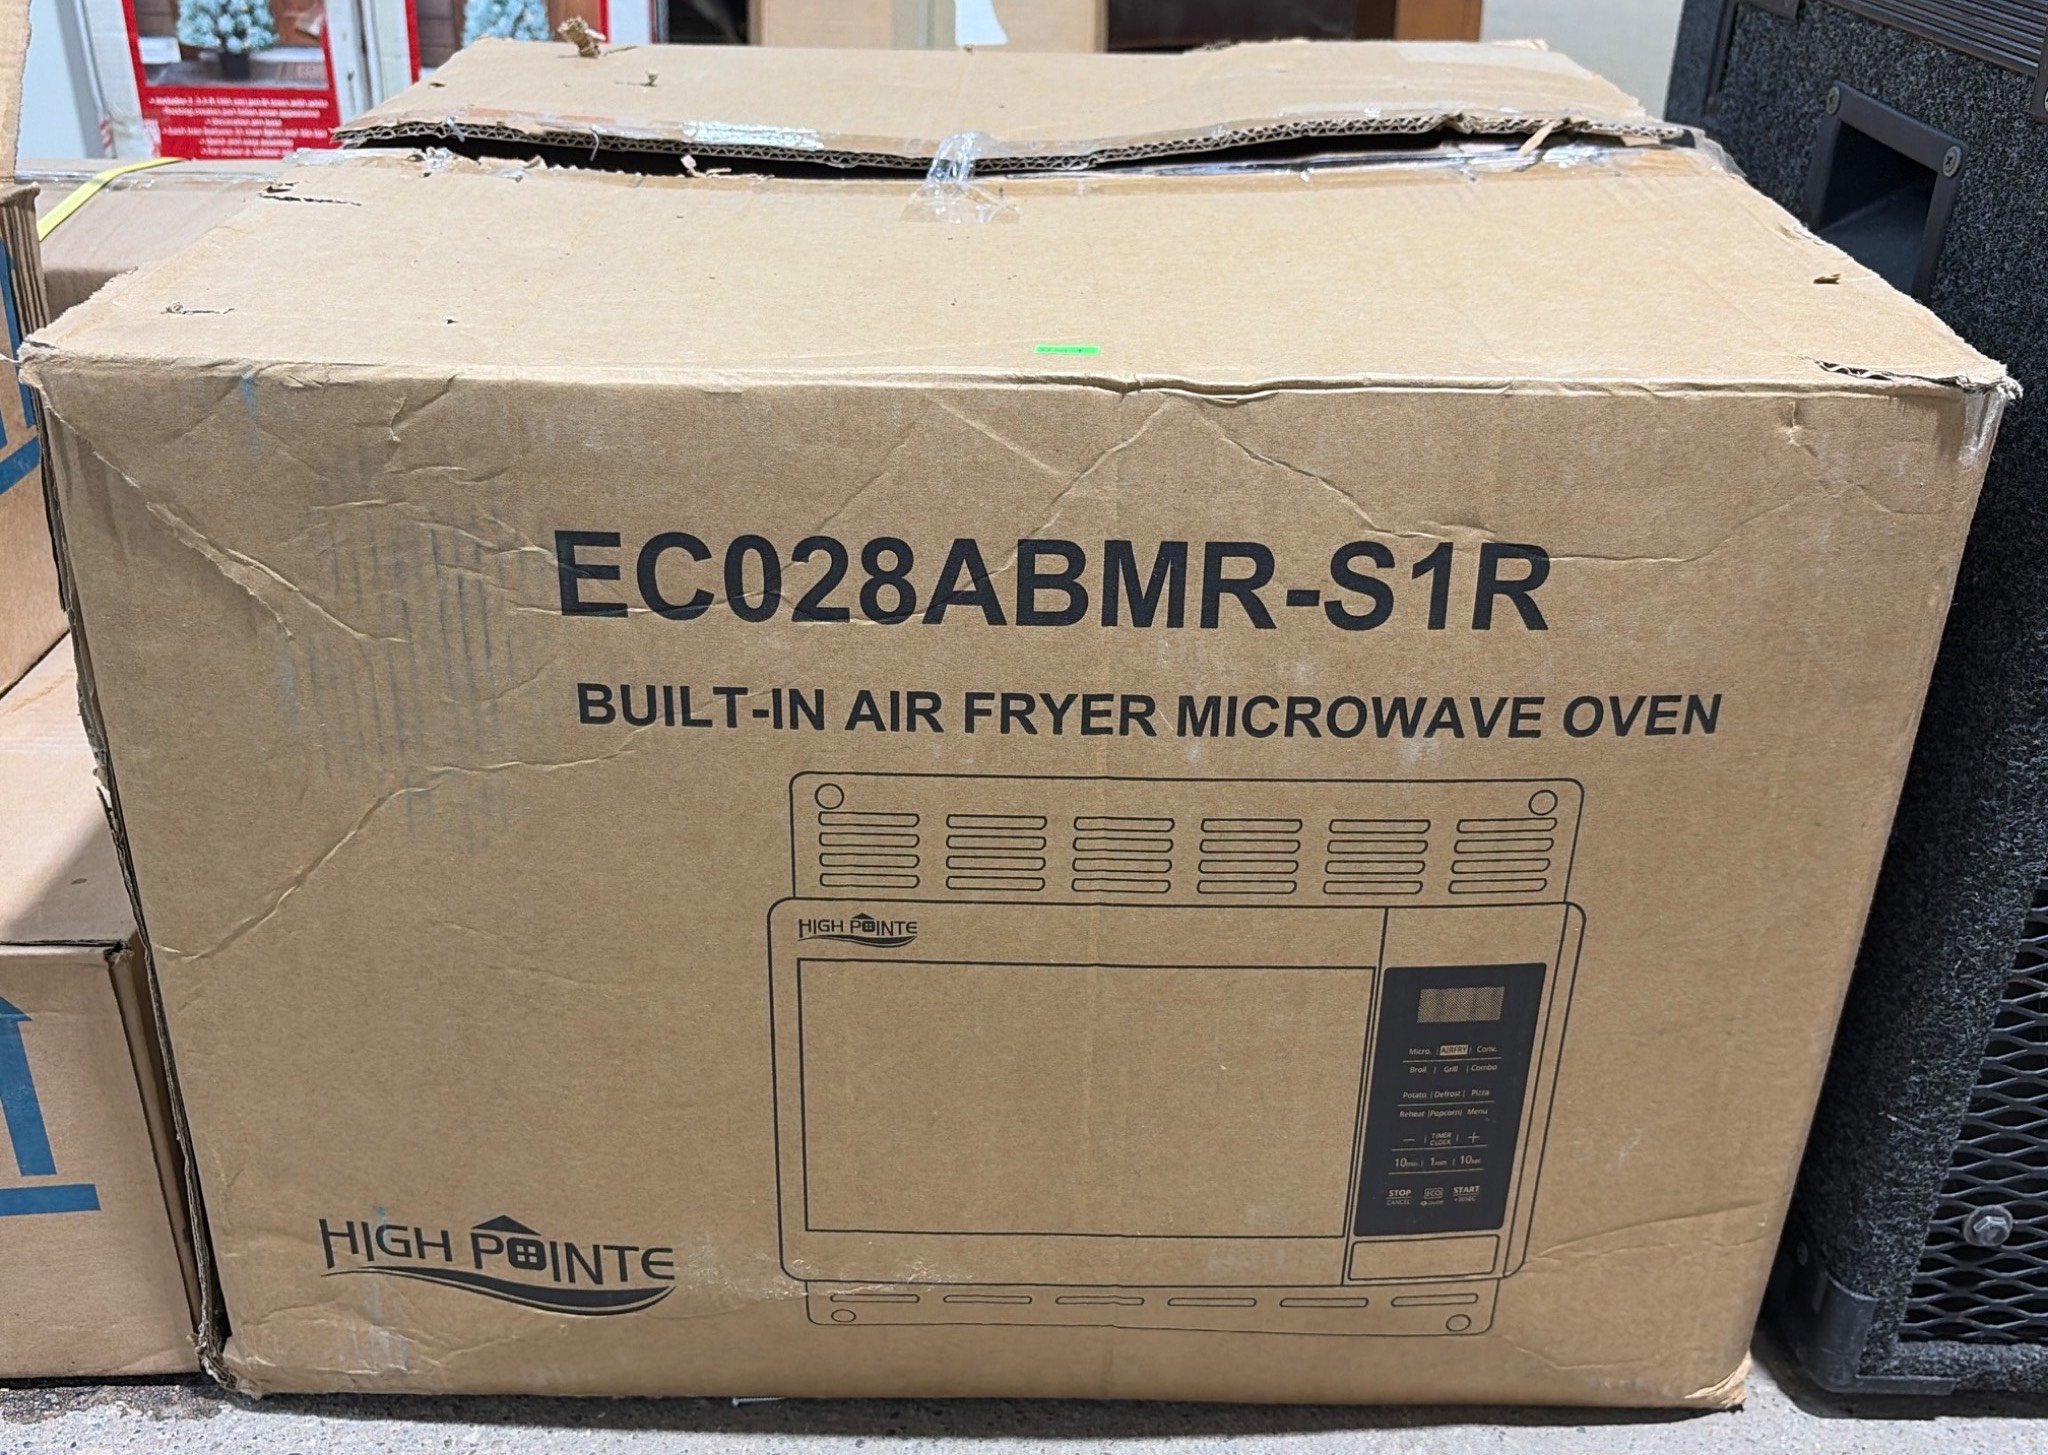 EC028ABMR-S1R
BUILT-IN AIR FRYER MICROWAVE OVEN
HIGH POINTE
Micro. | AIRFRY | Conv.
Broil | Grill | Combo
Potato | Defrost | Pizza
Reheat | Popcorn | Menu
− | TIMER CLOCK | +
10min | 1min | 10sec
STOP ECO START
CANCEL +30SEC
HIGH POINTE